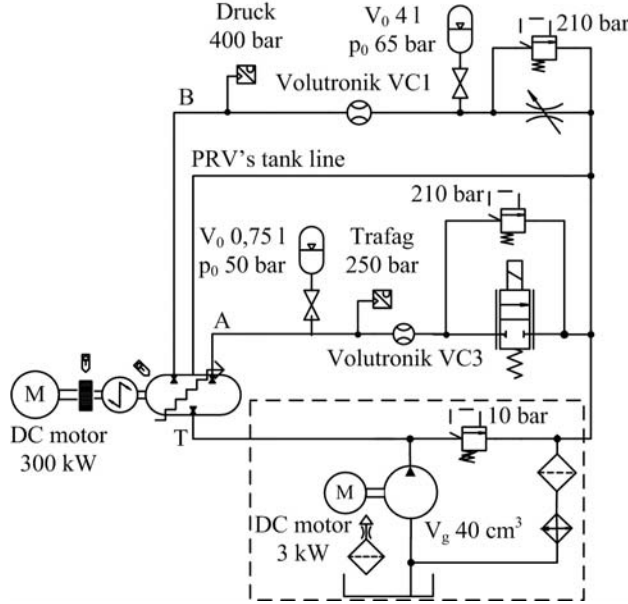 Druck
400 bar
V₀ 4 l
p₀ 65 bar
210 bar
Volutronik VC1
B
PRV's tank line
210 bar
V₀ 0,75 l
p₀ 50 bar
Trafag
250 bar
A
Volutronik VC3
M
DC motor
300 kW
T
10 bar
M
DC motor
3 kW
V_g 40 cm³